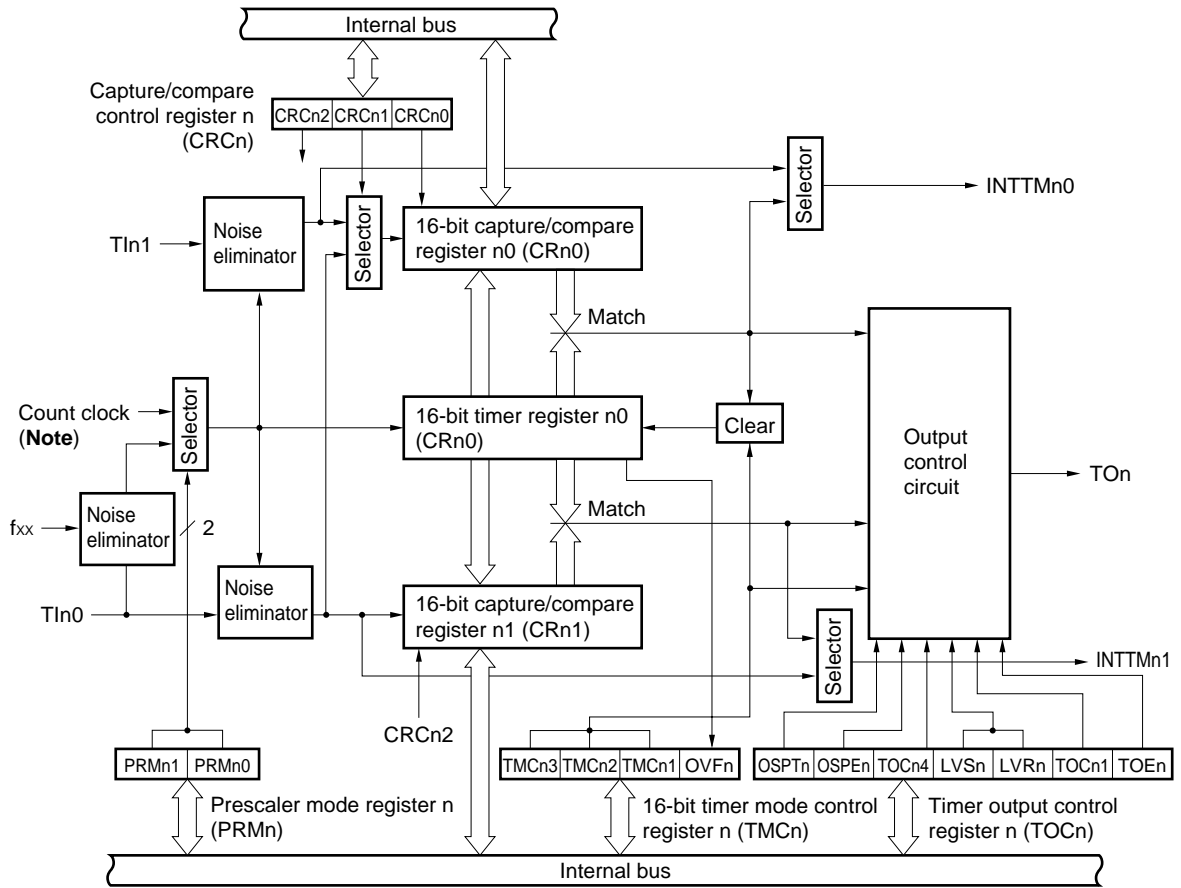 Internal bus
Capture/compare
control register n
(CRCn)
CRCn2 CRCn1 CRCn0
Selector
INTTMn0
TIn1
Noise
eliminator
Selector
16-bit capture/compare
register n0 (CRn0)
Match
Count clock
(Note)
Selector
16-bit timer register n0
(CRn0)
Clear
Output
control
circuit
TOn
fxx
Noise
eliminator
2
Match
TIn0
Noise
eliminator
16-bit capture/compare
register n1 (CRn1)
Selector
INTTMn1
CRCn2
PRMn1 PRMn0
TMCn3 TMCn2 TMCn1 OVFn
OSPTn OSPEn TOCn4 LVSn LVRn TOCn1 TOEn
Prescaler mode register n
(PRMn)
16-bit timer mode control
register n (TMCn)
Timer output control
register n (TOCn)
Internal bus